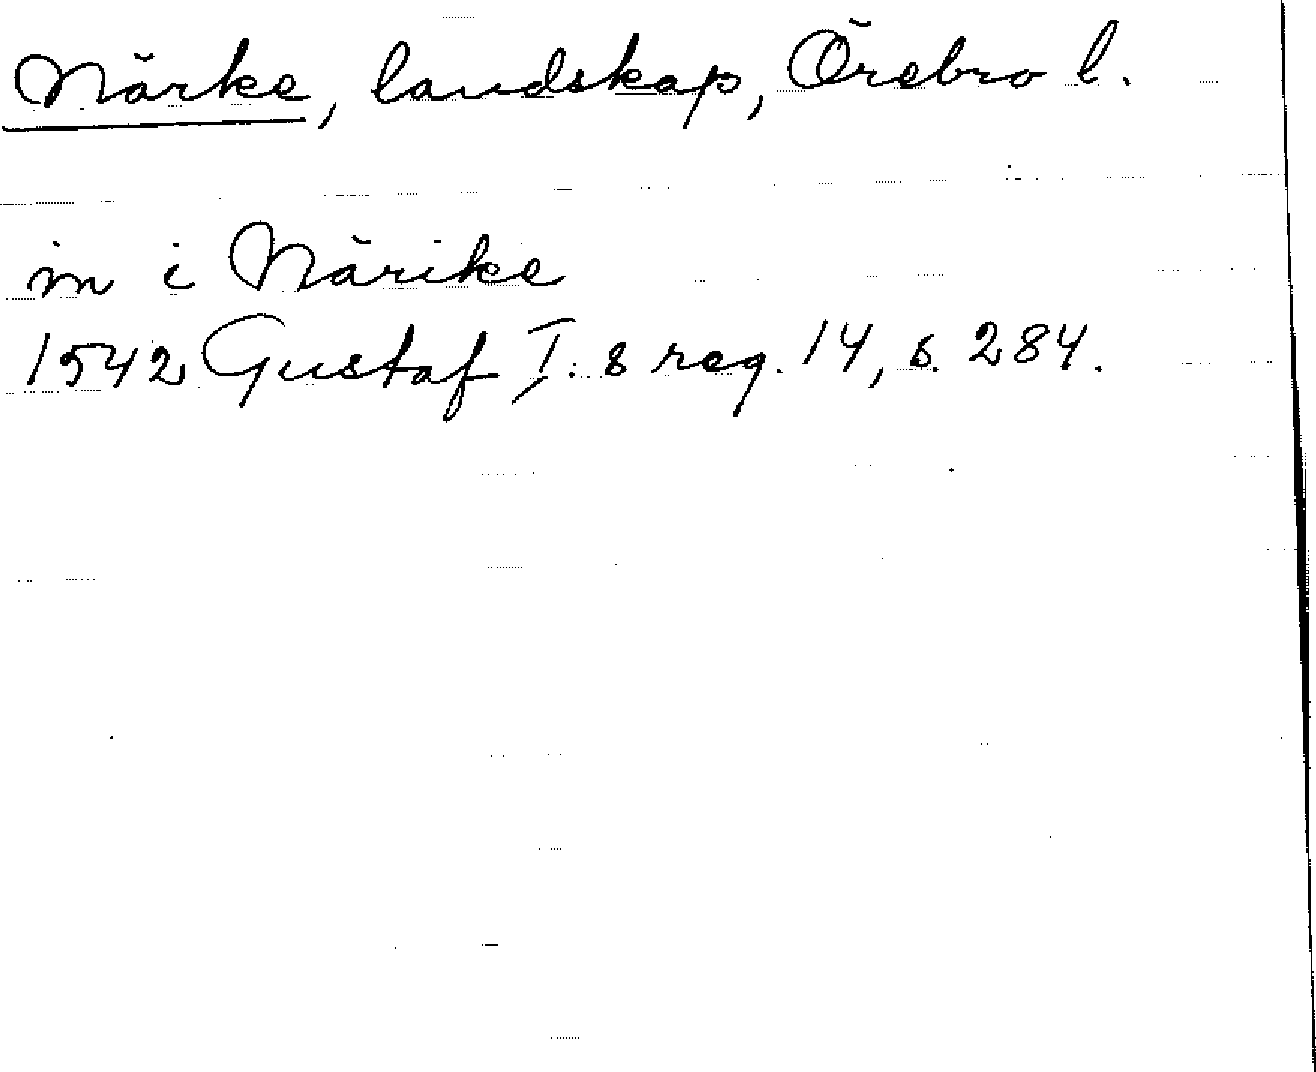 Närke, landskap, Örebro l.
in i Närike
1542 Gustaf I:s reg. 14, s. 284.